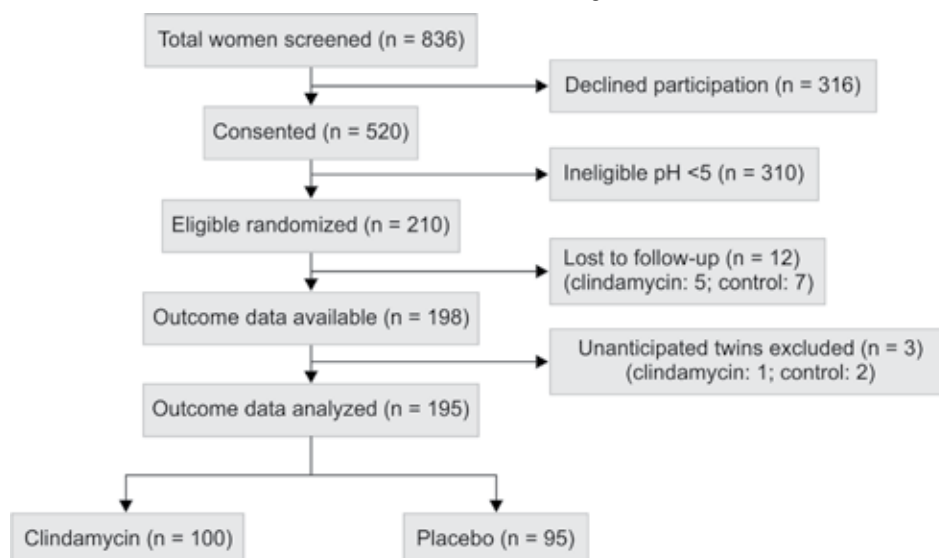 Total women screened (n = 836)
Declined participation (n = 316)
Consented (n = 520)
Ineligible pH <5 (n = 310)
Eligible randomized (n = 210)
Lost to follow-up (n = 12)
(clindamycin: 5; control: 7)
Outcome data available (n = 198)
Unanticipated twins excluded (n = 3)
(clindamycin: 1; control: 2)
Outcome data analyzed (n = 195)
Clindamycin (n = 100)
Placebo (n = 95)